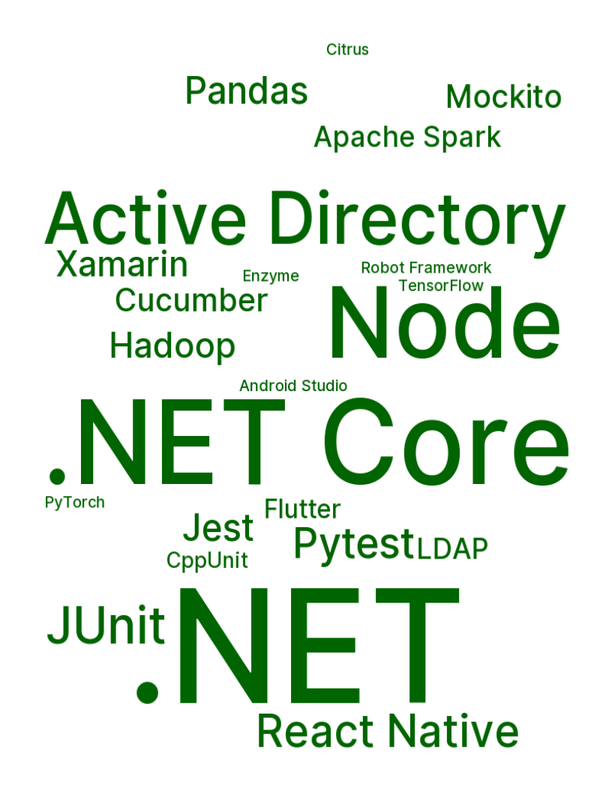 Citrus
Pandas
Mockito
Apache Spark
Active Directory
Xamarin
Robot Framework
Enzyme
TensorFlow
Cucumber
Node
Hadoop
Android Studio
.NET Core
PyTorch
Flutter
Jest
Pytest
LDAP
CppUnit
JUnit
.NET
React Native